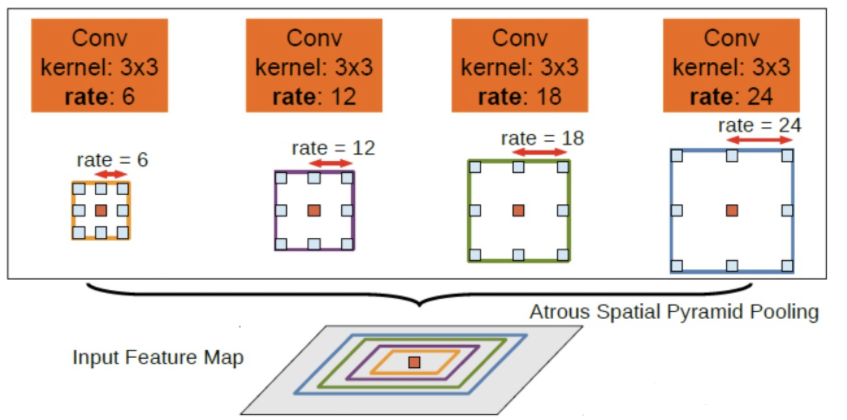 Conv
kernel: 3x3
rate: 6
Conv
kernel: 3x3
rate: 12
Conv
kernel: 3x3
rate: 18
Conv
kernel: 3x3
rate: 24
rate = 6
rate = 12
rate = 18
rate = 24
Atrous Spatial Pyramid Pooling
Input Feature Map